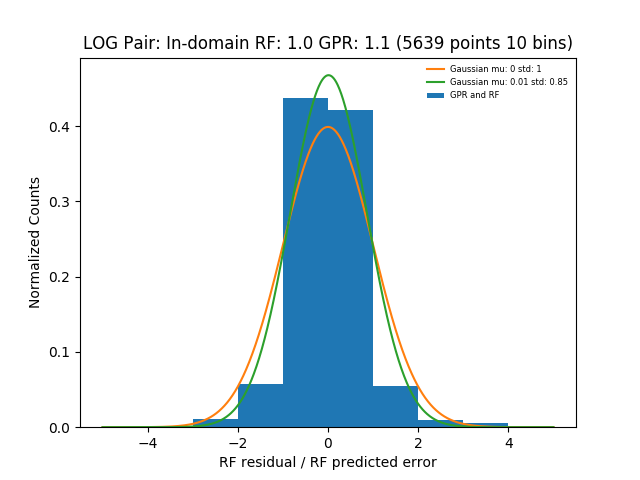 LOG Pair: In-domain RF: 1.0 GPR: 1.1 (5639 points 10 bins)
Gaussian mu: 0 std: 1
Gaussian mu: 0.01 std: 0.85
GPR and RF
Normalized Counts
0.4
0.3
0.2
0.1
0.0
−4
−2
0
2
4
RF residual / RF predicted error